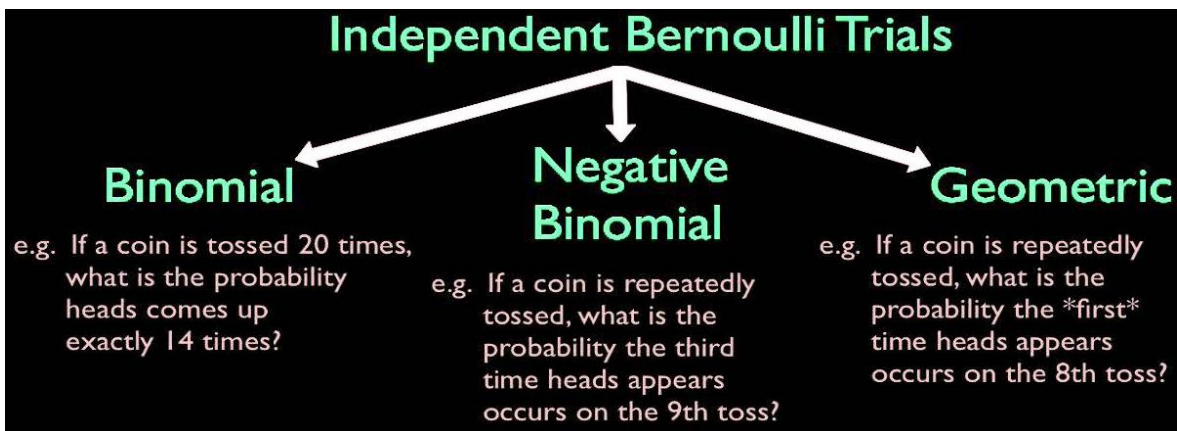 Independent Bernoulli Trials
Binomial
e.g. If a coin is tossed 20 times,
what is the probability
heads comes up
exactly 14 times?
Negative
Binomial
e.g. If a coin is repeatedly
tossed, what is the
probability the third
time heads appears
occurs on the 9th toss?
Geometric
e.g. If a coin is repeatedly
tossed, what is the
probability the *first*
time heads appears
occurs on the 8th toss?